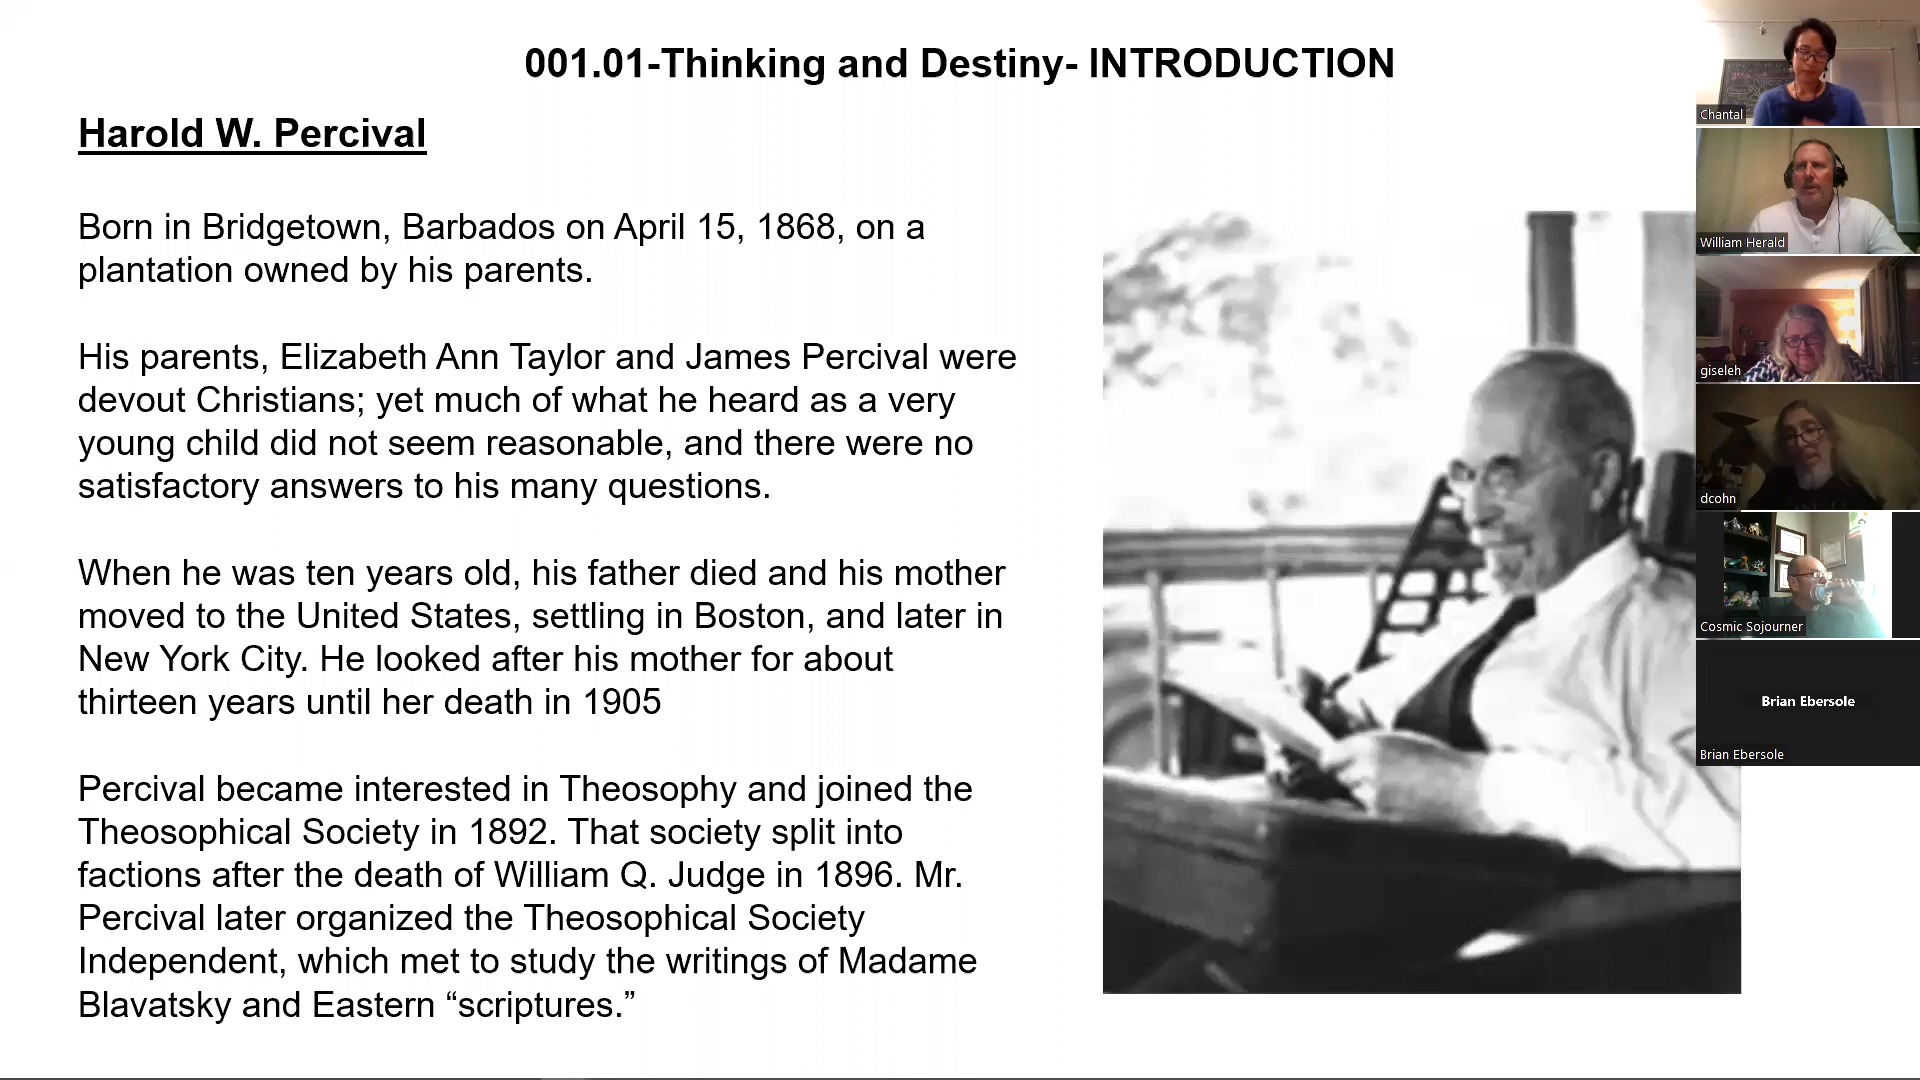 001.01-Thinking and Destiny- INTRODUCTION
Harold W. Percival
Born in Bridgetown, Barbados on April 15, 1868, on a
plantation owned by his parents.
His parents, Elizabeth Ann Taylor and James Percival were
devout Christians; yet much of what he heard as a very
young child did not seem reasonable, and there were no
satisfactory answers to his many questions.
When he was ten years old, his father died and his mother
moved to the United States, settling in Boston, and later in
New York City. He looked after his mother for about
thirteen years until her death in 1905
Percival became interested in Theosophy and joined the
Theosophical Society in 1892. That society split into
factions after the death of William Q. Judge in 1896. Mr.
Percival later organized the Theosophical Society
Independent, which met to study the writings of Madame
Blavatsky and Eastern “scriptures.”
Chantal
William Herald
giseleh
dcohn
Cosmic Sojourner
Brian Ebersole
Brian Ebersole